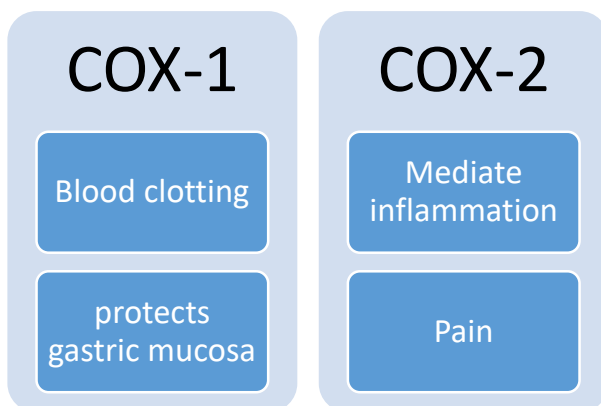 COX-1
Blood clotting
protects
gastric mucosa
COX-2
Mediate
inflammation
Pain